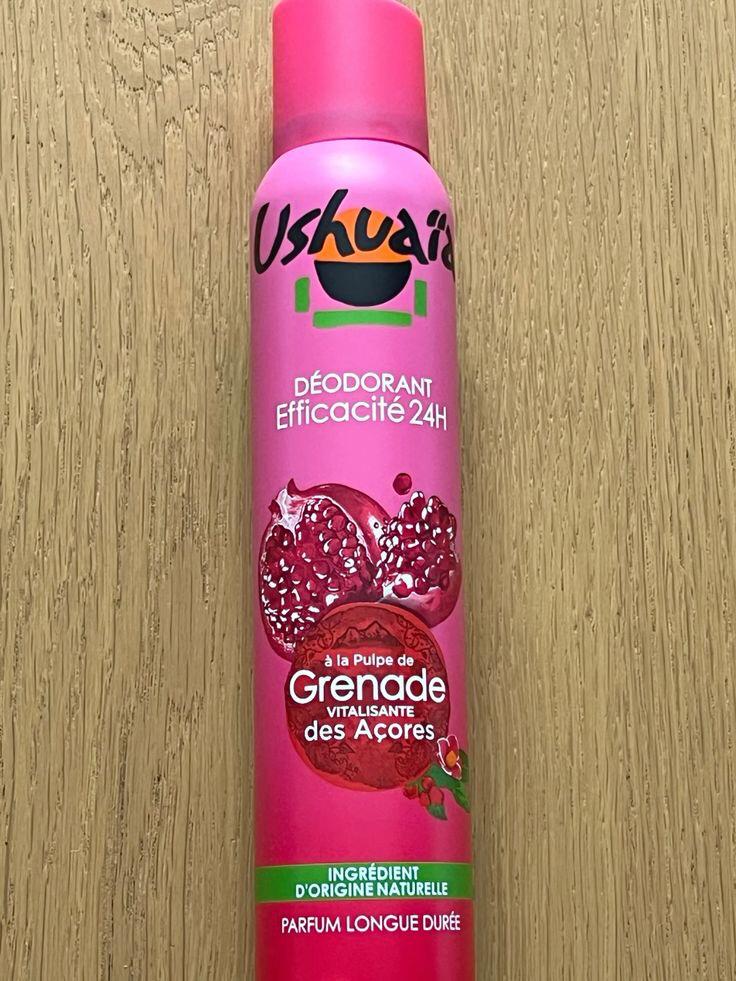 Ushuaïa
DÉODORANT
Efficacité 24H
à la Pulpe de
Grenade
VITALISANTE
des Açores
INGRÉDIENT
D'ORIGINE NATURELLE
PARFUM LONGUE DURÉE